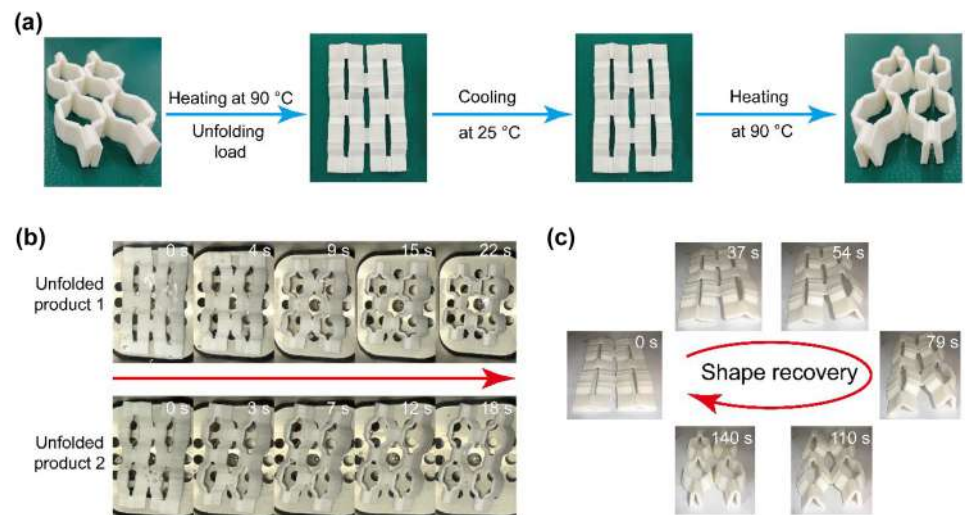 (a)
Heating at 90 °C
Unfolding
load
Cooling
at 25 °C
Heating
at 90 °C
(b)
Unfolded
product 1
0 s
4 s
9 s
15 s
22 s
Unfolded
product 2
0 s
3 s
7 s
12 s
18 s
(c)
37 s
54 s
0 s
79 s
Shape recovery
140 s
110 s